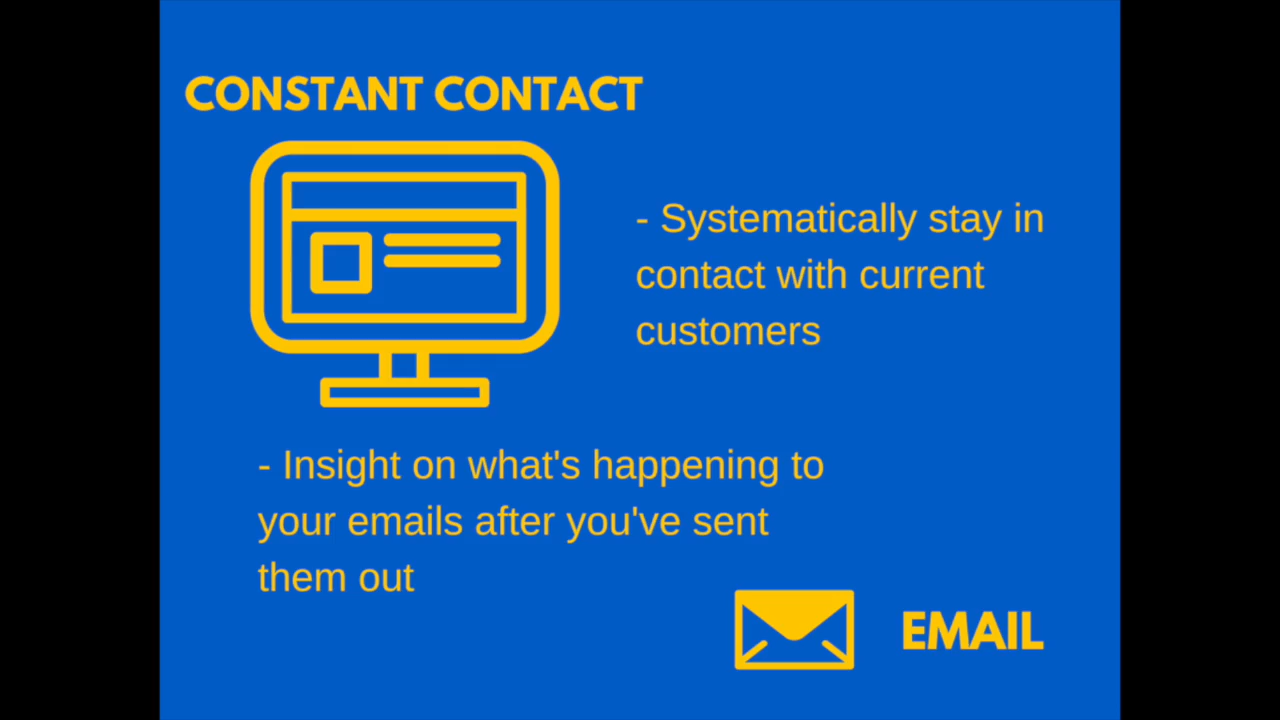 CONSTANT CONTACT
- Systematically stay in
contact with current
customers
- Insight on what's happening to
your emails after you've sent
them out
EMAIL